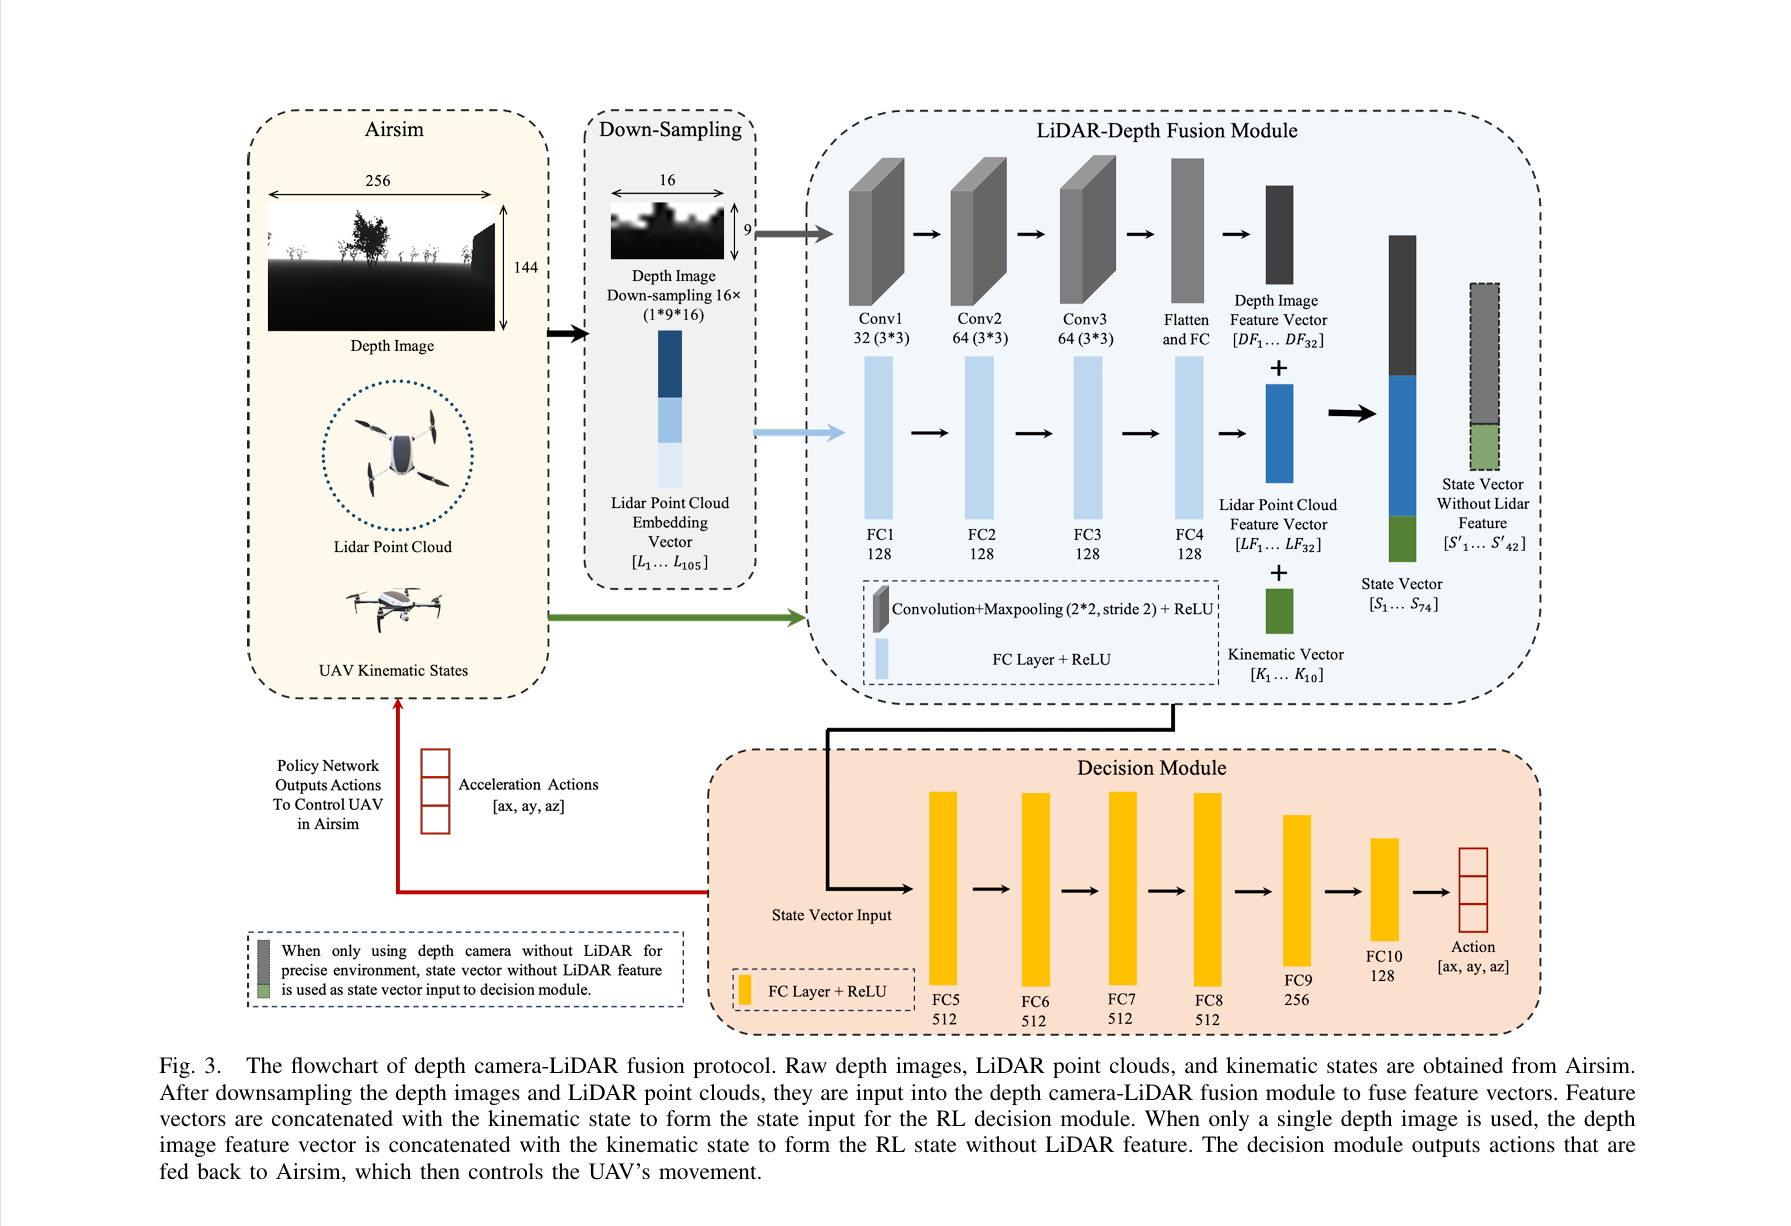 Airsim
256
144
Depth Image
Lidar Point Cloud
UAV Kinematic States
Down-Sampling
16
9
Depth Image
Down-sampling 16×
(1*9*16)
Lidar Point Cloud
Embedding
Vector
[L₁… L₁₀₅]
LiDAR-Depth Fusion Module
Conv1
32 (3*3)
Conv2
64 (3*3)
Conv3
64 (3*3)
Flatten
and FC
Depth Image
Feature Vector
[DF₁… DF₃₂]
+
FC1
128
FC2
128
FC3
128
FC4
128
Lidar Point Cloud
Feature Vector
[LF₁… LF₃₂]
+
Kinematic Vector
[K₁… K₁₀]
State Vector
[S₁… S₇₄]
State Vector
Without Lidar
Feature
[S′₁… S′₄₂]
Convolution+Maxpooling (2*2, stride 2) + ReLU
FC Layer + ReLU
Policy Network
Outputs Actions
To Control UAV
in Airsim
Acceleration Actions
[ax, ay, az]
Decision Module
State Vector Input
FC5
512
FC6
512
FC7
512
FC8
512
FC9
256
FC10
128
Action
[ax, ay, az]
FC Layer + ReLU
When only using depth camera without LiDAR for
precise environment, state vector without LiDAR feature
is used as state vector input to decision module.
Fig. 3. The flowchart of depth camera-LiDAR fusion protocol. Raw depth images, LiDAR point clouds, and kinematic states are obtained from Airsim.
After downsampling the depth images and LiDAR point clouds, they are input into the depth camera-LiDAR fusion module to fuse feature vectors. Feature
vectors are concatenated with the kinematic state to form the state input for the RL decision module. When only a single depth image is used, the depth
image feature vector is concatenated with the kinematic state to form the RL state without LiDAR feature. The decision module outputs actions that are
fed back to Airsim, which then controls the UAV's movement.